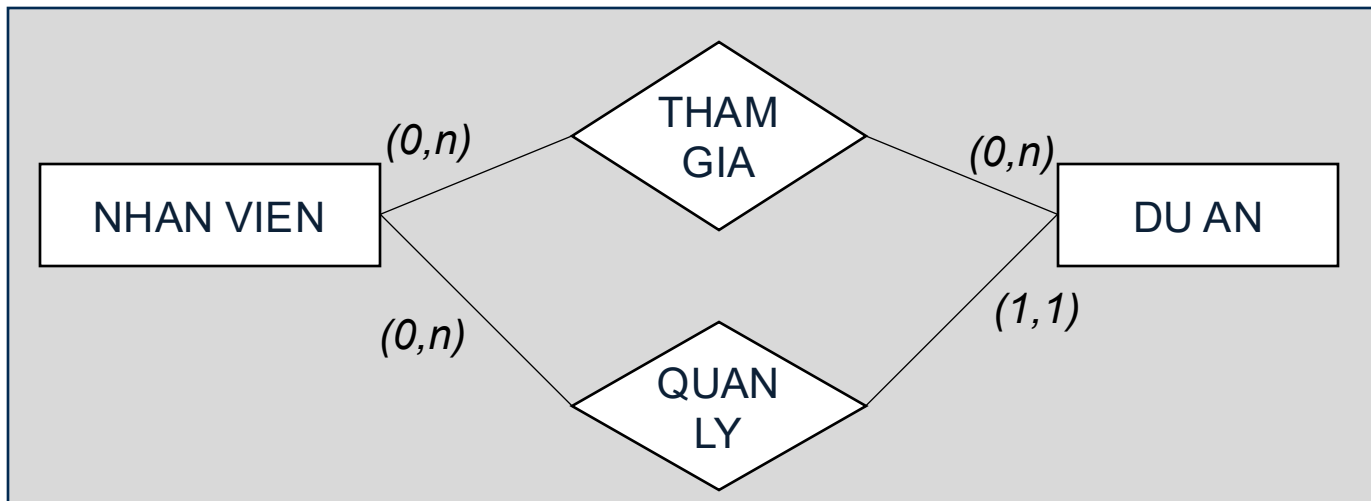 THAM
GIA
(0,n)
(0,n)
NHAN VIEN
DU AN
(0,n)
(1,1)
QUAN
LY